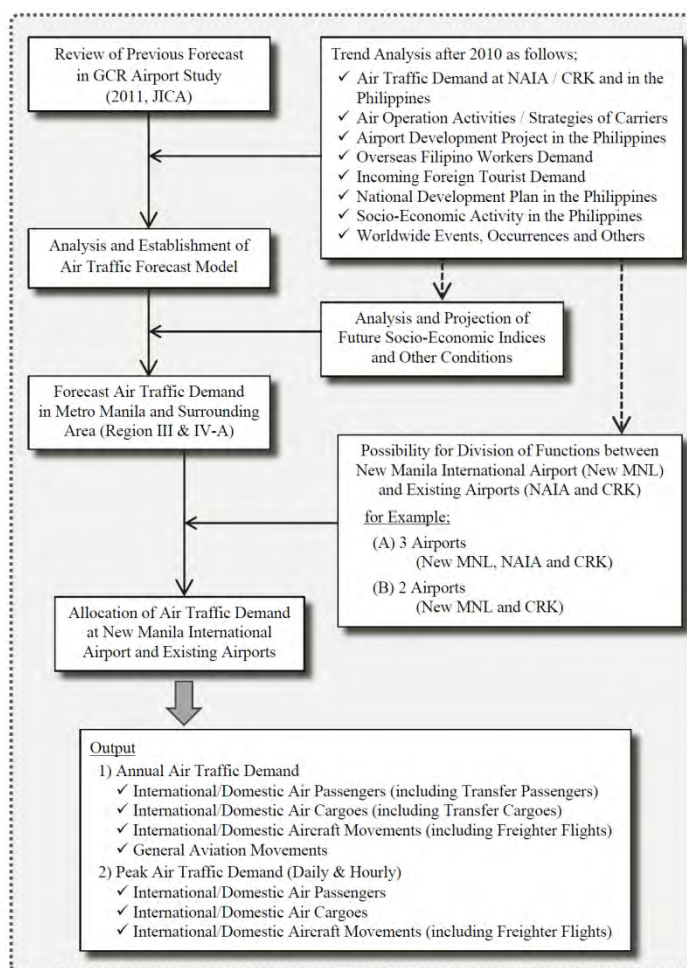 Review of Previous Forecast
in GCR Airport Study
(2011, JICA)
Trend Analysis after 2010 as follows;
✓ Air Traffic Demand at NAIA / CRK and in the
Philippines
✓ Air Operation Activities / Strategies of Carriers
✓ Airport Development Project in the Philippines
✓ Overseas Filipino Workers Demand
✓ Incoming Foreign Tourist Demand
✓ National Development Plan in the Philippines
✓ Socio-Economic Activity in the Philippines
✓ Worldwide Events, Occurrences and Others
Analysis and Establishment of
Air Traffic Forecast Model
Analysis and Projection of
Future Socio-Economic Indices
and Other Conditions
Forecast Air Traffic Demand
in Metro Manila and Surrounding
Area (Region III & IV-A)
Possibility for Division of Functions between
New Manila International Airport (New MNL)
and Existing Airports (NAIA and CRK)
for Example;
(A) 3 Airports
(New MNL, NAIA and CRK)
(B) 2 Airports
(New MNL and CRK)
Allocation of Air Traffic Demand
at New Manila International
Airport and Existing Airports
Output
1) Annual Air Traffic Demand
✓ International/Domestic Air Passengers (including Transfer Passengers)
✓ International/Domestic Air Cargoes (including Transfer Cargoes)
✓ International/Domestic Aircraft Movements (including Freighter Flights)
✓ General Aviation Movements
2) Peak Air Traffic Demand (Daily & Hourly)
✓ International/Domestic Air Passengers
✓ International/Domestic Air Cargoes
✓ International/Domestic Aircraft Movements (including Freighter Flights)